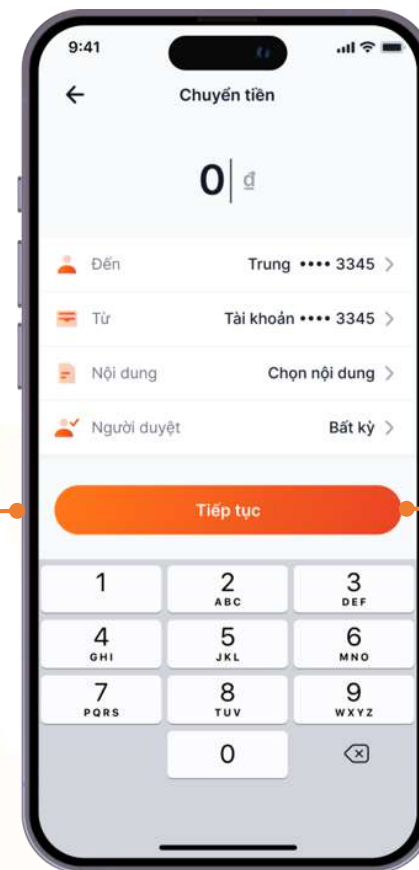 9:41
Chuyển tiền
0 đ
Đến Trung •••• 3345 >
Từ Tài khoản •••• 3345 >
Nội dung Chọn nội dung >
Người duyệt Bất kỳ >
Tiếp tục
1 2 3
ABC DEF
4 5 6
GHI JKL MNO
7 8 9
PQRS TUV WXYZ
0